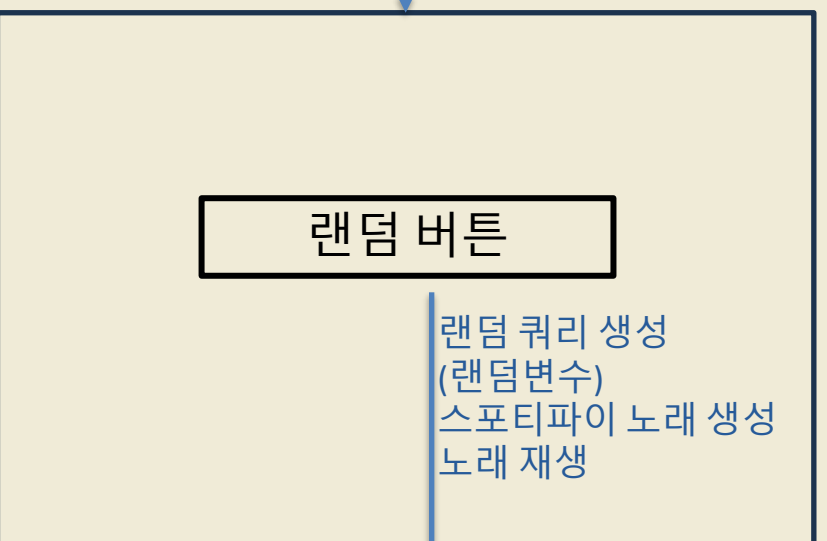 랜덤 버튼
랜덤 쿼리 생성
(랜덤변수)
스포티파이 노래 생성
노래 재생